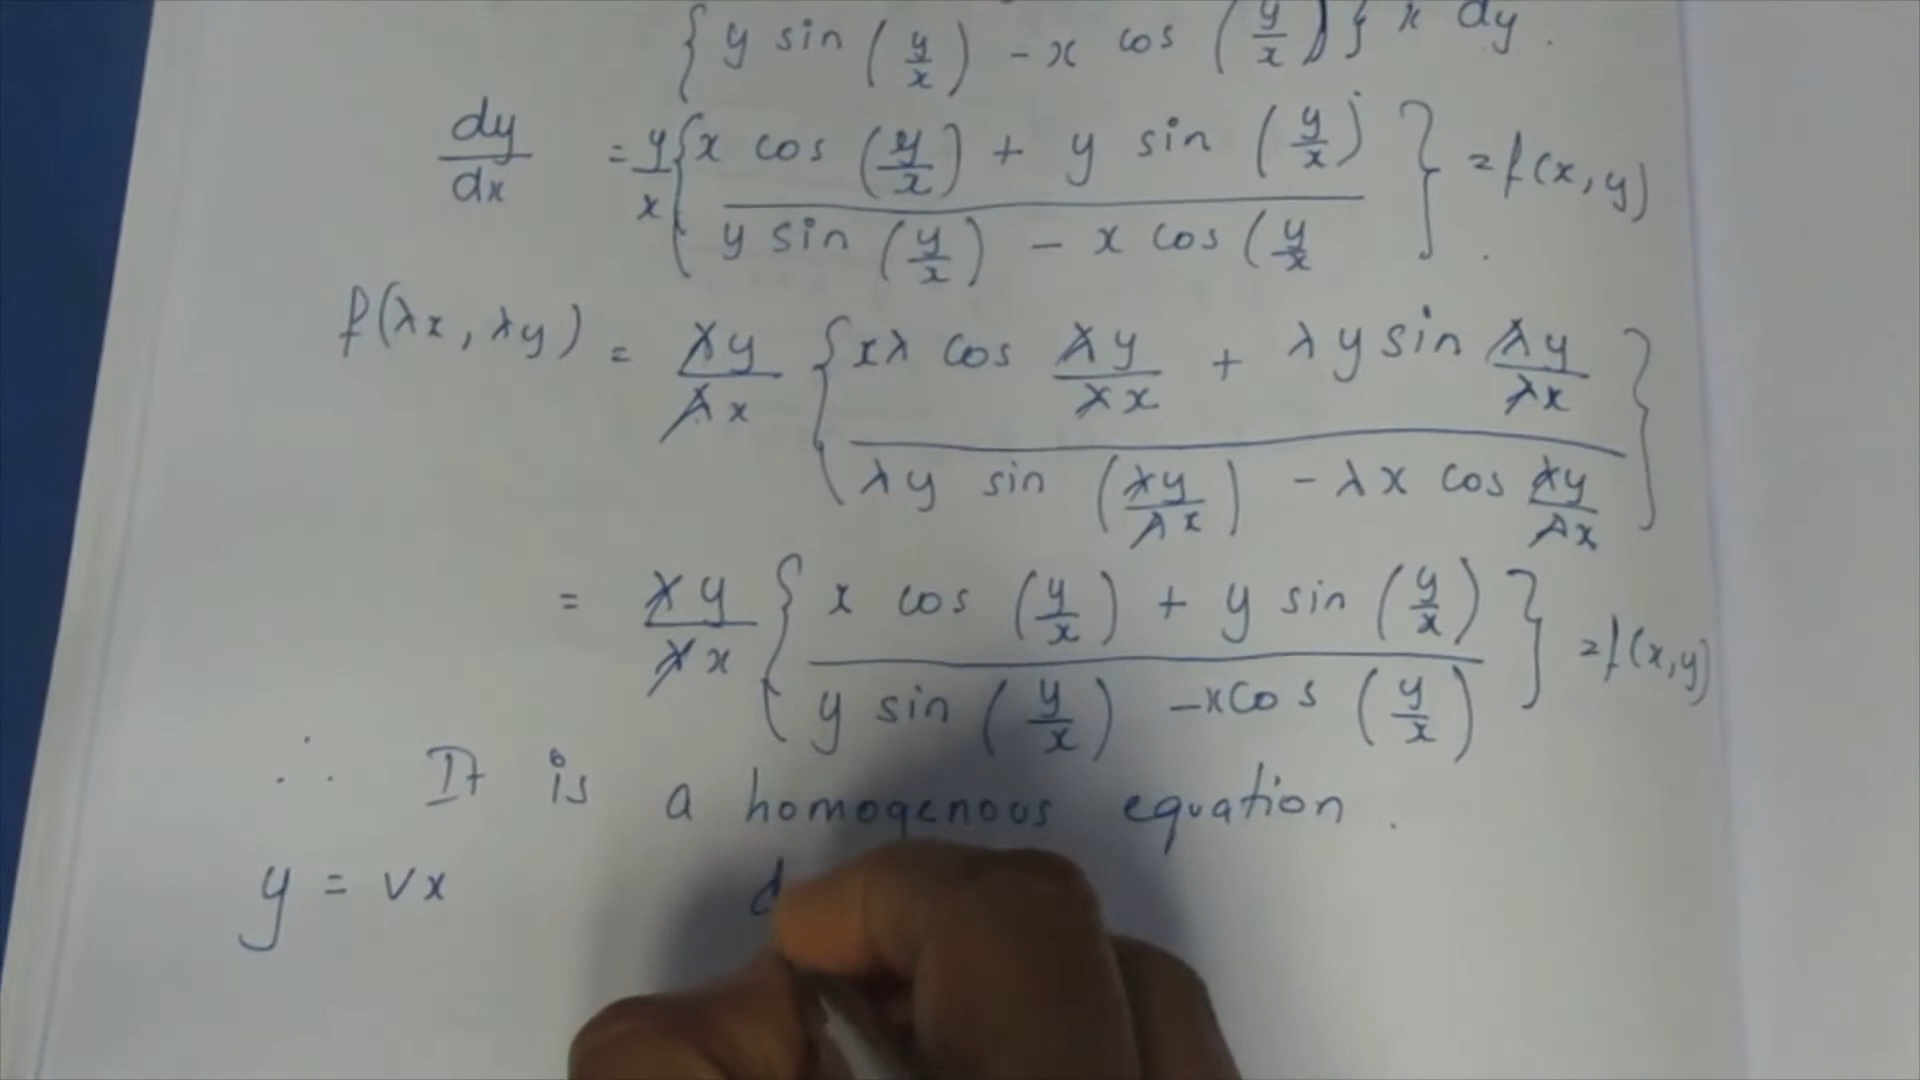 { y sin (y/x) - x cos (y/x) } x dy.
dy/dx = y/x { x cos (y/x) + y sin (y/x) / y sin (y/x) - x cos (y/x } = f(x,y)
f(λx, λy) = λy/λx { xλ cos λy/λx + λy sin λy/λx / λy sin (λy/λx) - λx cos λy/λx }
= λy/λx { x cos (y/x) + y sin (y/x) / y sin (y/x) - x cos (y/x) } = f(x,y)
∴ It is a homogenous equation.
y = vx d